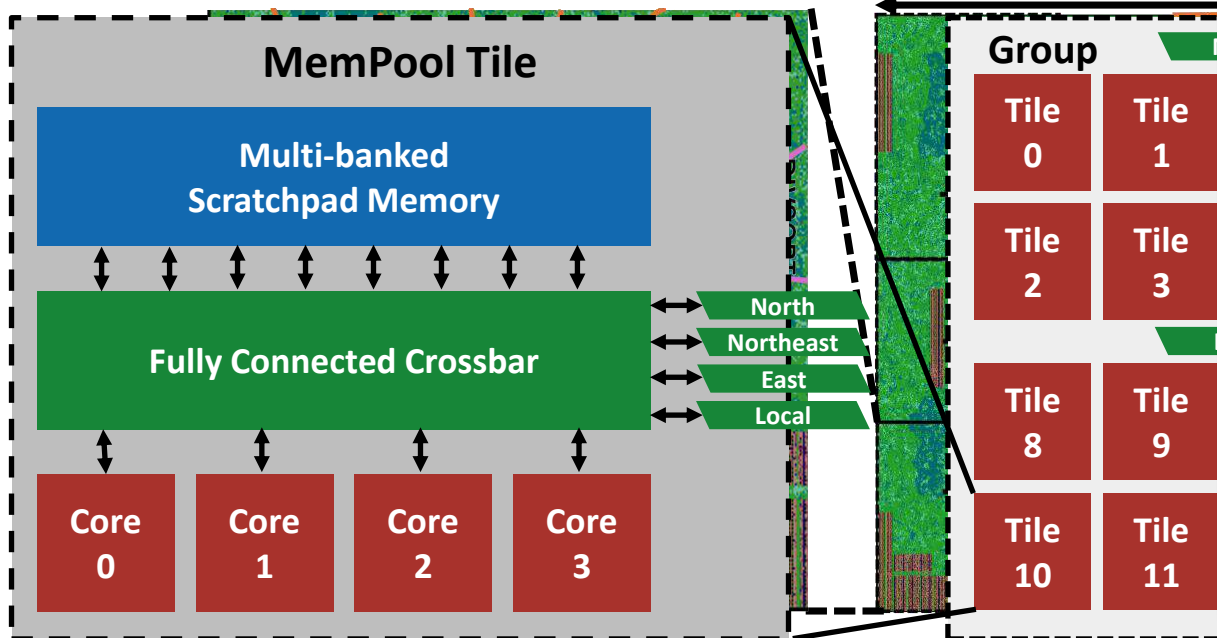 MemPool Tile
Multi-banked
Scratchpad Memory
Fully Connected Crossbar
North
Northeast
East
Local
Core
0
Core
1
Core
2
Core
3
Group
Tile
0
Tile
1
Tile
2
Tile
3
Tile
8
Tile
9
Tile
10
Tile
11